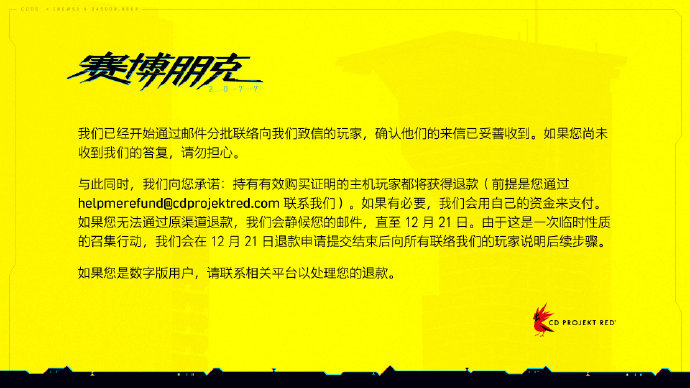 赛博朋克
2077
我们已经开始通过邮件分批联络向我们致信的玩家，确认他们的来信已妥善收到。如果您尚未
收到我们的答复，请勿担心。
与此同时，我们向您承诺：持有有效购买证明的主机玩家都将获得退款（前提是您通过
helpmerefund@cdprojektred.com 联系我们）。如果有必要，我们会用自己的资金来支付。
如果您无法通过原渠道退款，我们会静候您的邮件，直至 12 月 21 日。由于这是一次临时性质
的召集行动，我们会在 12 月 21 日退款申请提交结束后向所有联络我们的玩家说明后续步骤。
如果您是数字版用户，请联系相关平台以处理您的退款。
CD PROJEKT RED